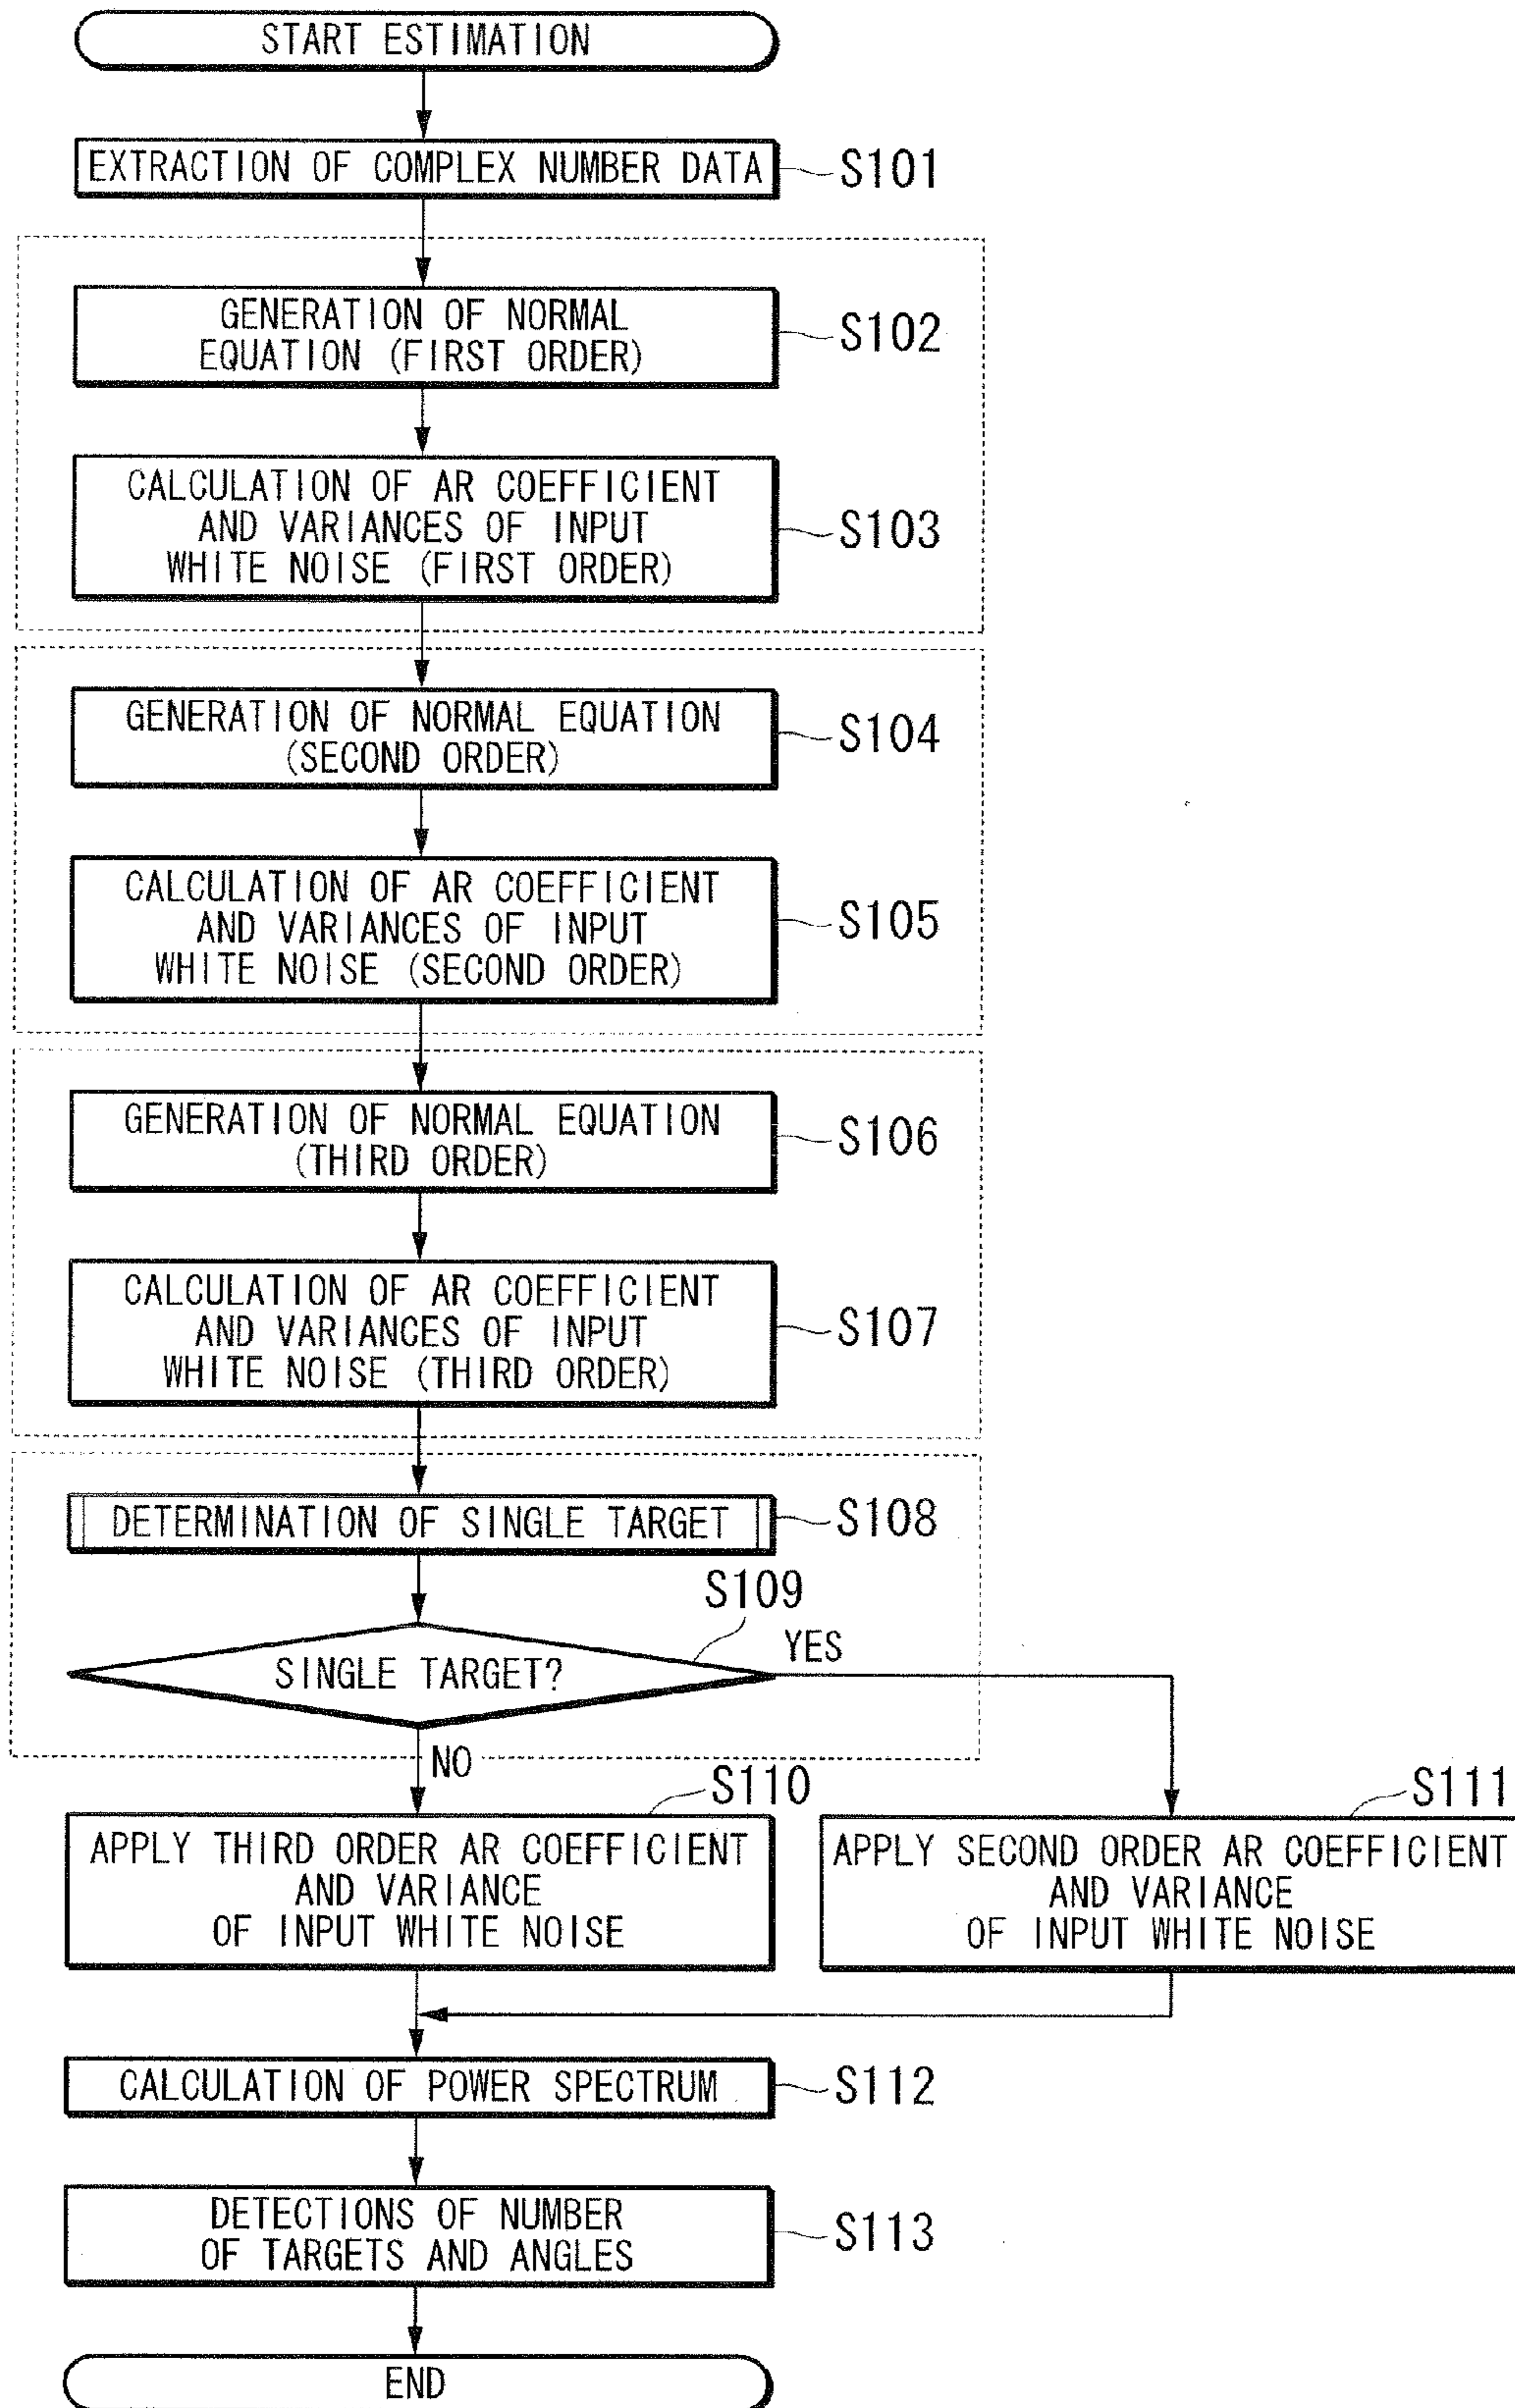 START ESTIMATION
EXTRACTION OF COMPLEX NUMBER DATA
S101
GENERATION OF NORMAL
EQUATION (FIRST ORDER)
S102
CALCULATION OF AR COEFFICIENT
AND VARIANCES OF INPUT
WHITE NOISE (FIRST ORDER)
S103
GENERATION OF NORMAL EQUATION
(SECOND ORDER)
S104
CALCULATION OF AR COEFFICIENT
AND VARIANCES OF INPUT
WHITE NOISE (SECOND ORDER)
S105
GENERATION OF NORMAL EQUATION
(THIRD ORDER)
S106
CALCULATION OF AR COEFFICIENT
AND VARIANCES OF INPUT
WHITE NOISE (THIRD ORDER)
S107
DETERMINATION OF SINGLE TARGET
S108
S109
SINGLE TARGET?
YES
NO
S110
APPLY THIRD ORDER AR COEFFICIENT
AND VARIANCE
OF INPUT WHITE NOISE
S111
APPLY SECOND ORDER AR COEFFICIENT
AND VARIANCE
OF INPUT WHITE NOISE
CALCULATION OF POWER SPECTRUM
S112
DETECTIONS OF NUMBER
OF TARGETS AND ANGLES
S113
END